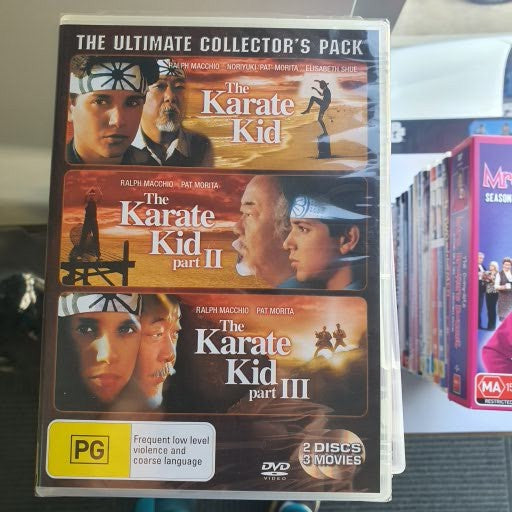 THE ULTIMATE COLLECTOR'S PACK
RALPH MACCHIO NORIYUKI 'PAT' MORITA ELISABETH SHUE
The
Karate
Kid
RALPH MACCHIO PAT MORITA
The
Karate
Kid
part II
RALPH MACCHIO PAT MORITA
The
Karate
Kid
part III
PG
Frequent low level
violence and
coarse language
DVD
VIDEO
2 DISCS
3 MOVIES
Mr
SEASON
MA 15
RESTRICTED